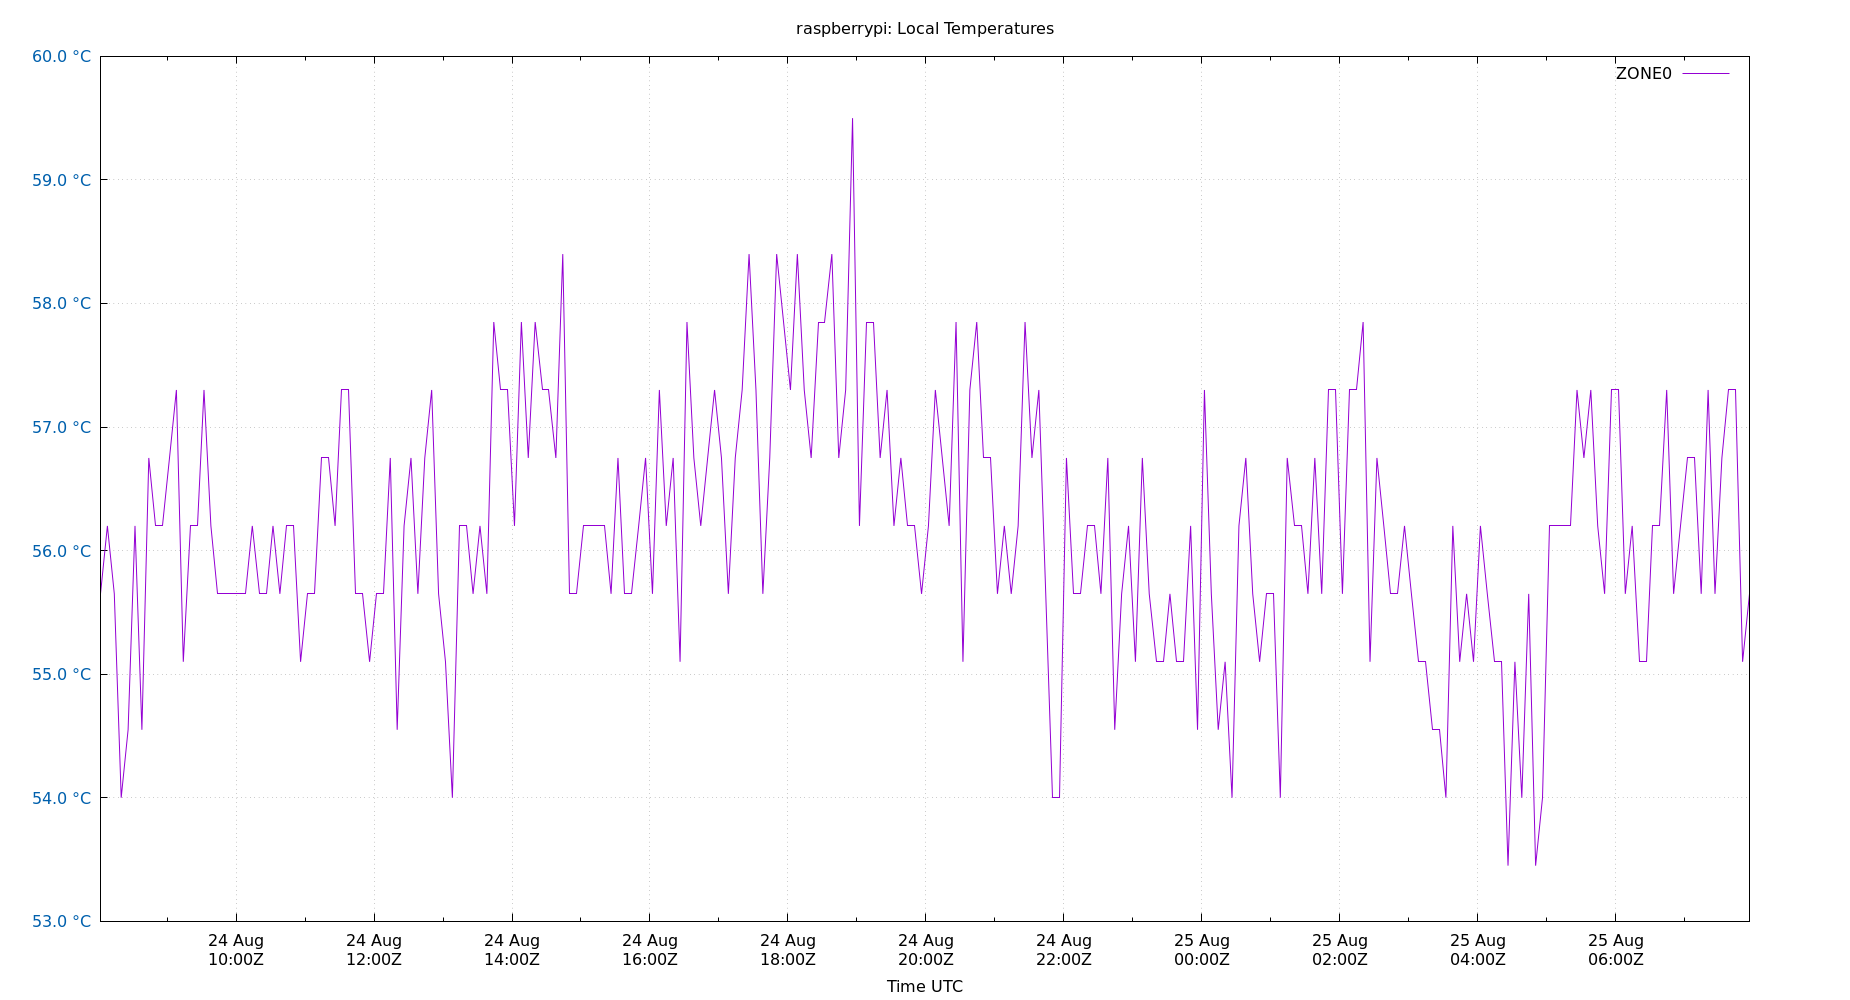 raspberrypi: Local Temperatures
60.0 °C
ZONE0
59.0 °C
58.0 °C
57.0 °C
56.0 °C
55.0 °C
54.0 °C
53.0 °C
24 Aug 24 Aug 24 Aug 24 Aug 24 Aug 24 Aug 24 Aug 25 Aug 25 Aug 25 Aug 25 Aug
10:00Z 12:00Z 14:00Z 16:00Z 18:00Z 20:00Z 22:00Z 00:00Z 02:00Z 04:00Z 06:00Z
Time UTC